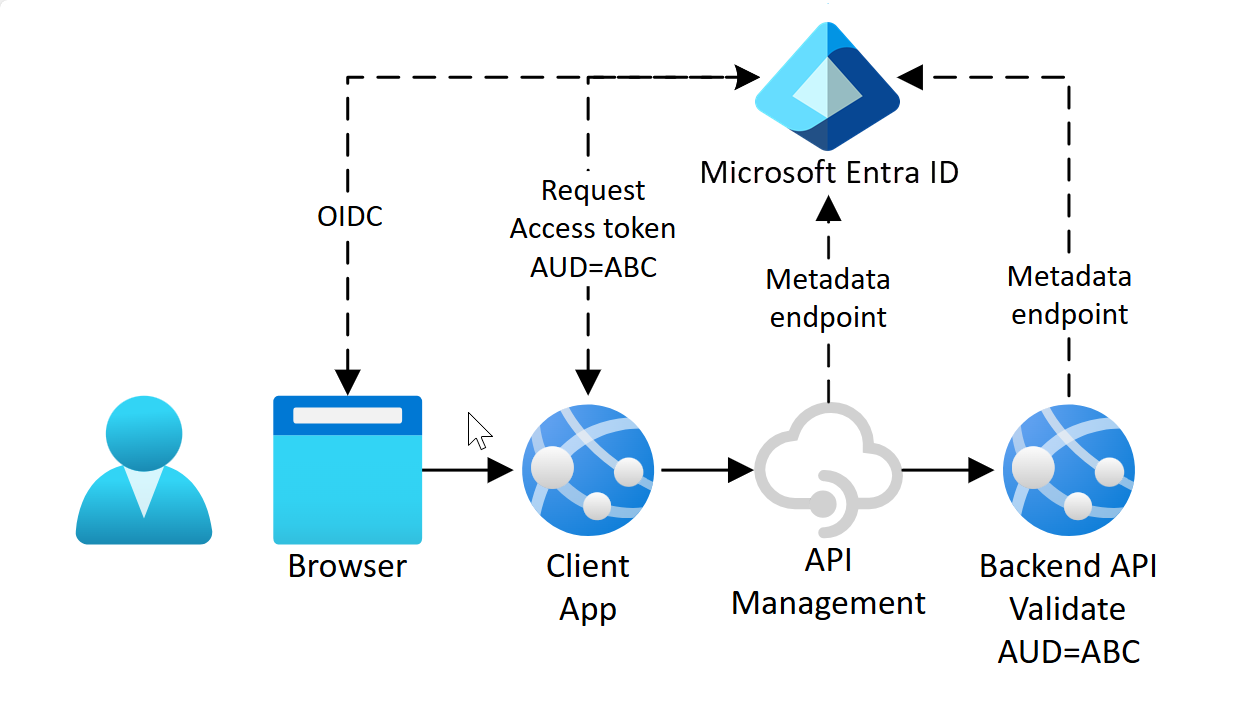 Microsoft Entra ID
OIDC
Request
Access token
AUD=ABC
Metadata
endpoint
Metadata
endpoint
Browser
Client
App
API
Management
Backend API
Validate
AUD=ABC